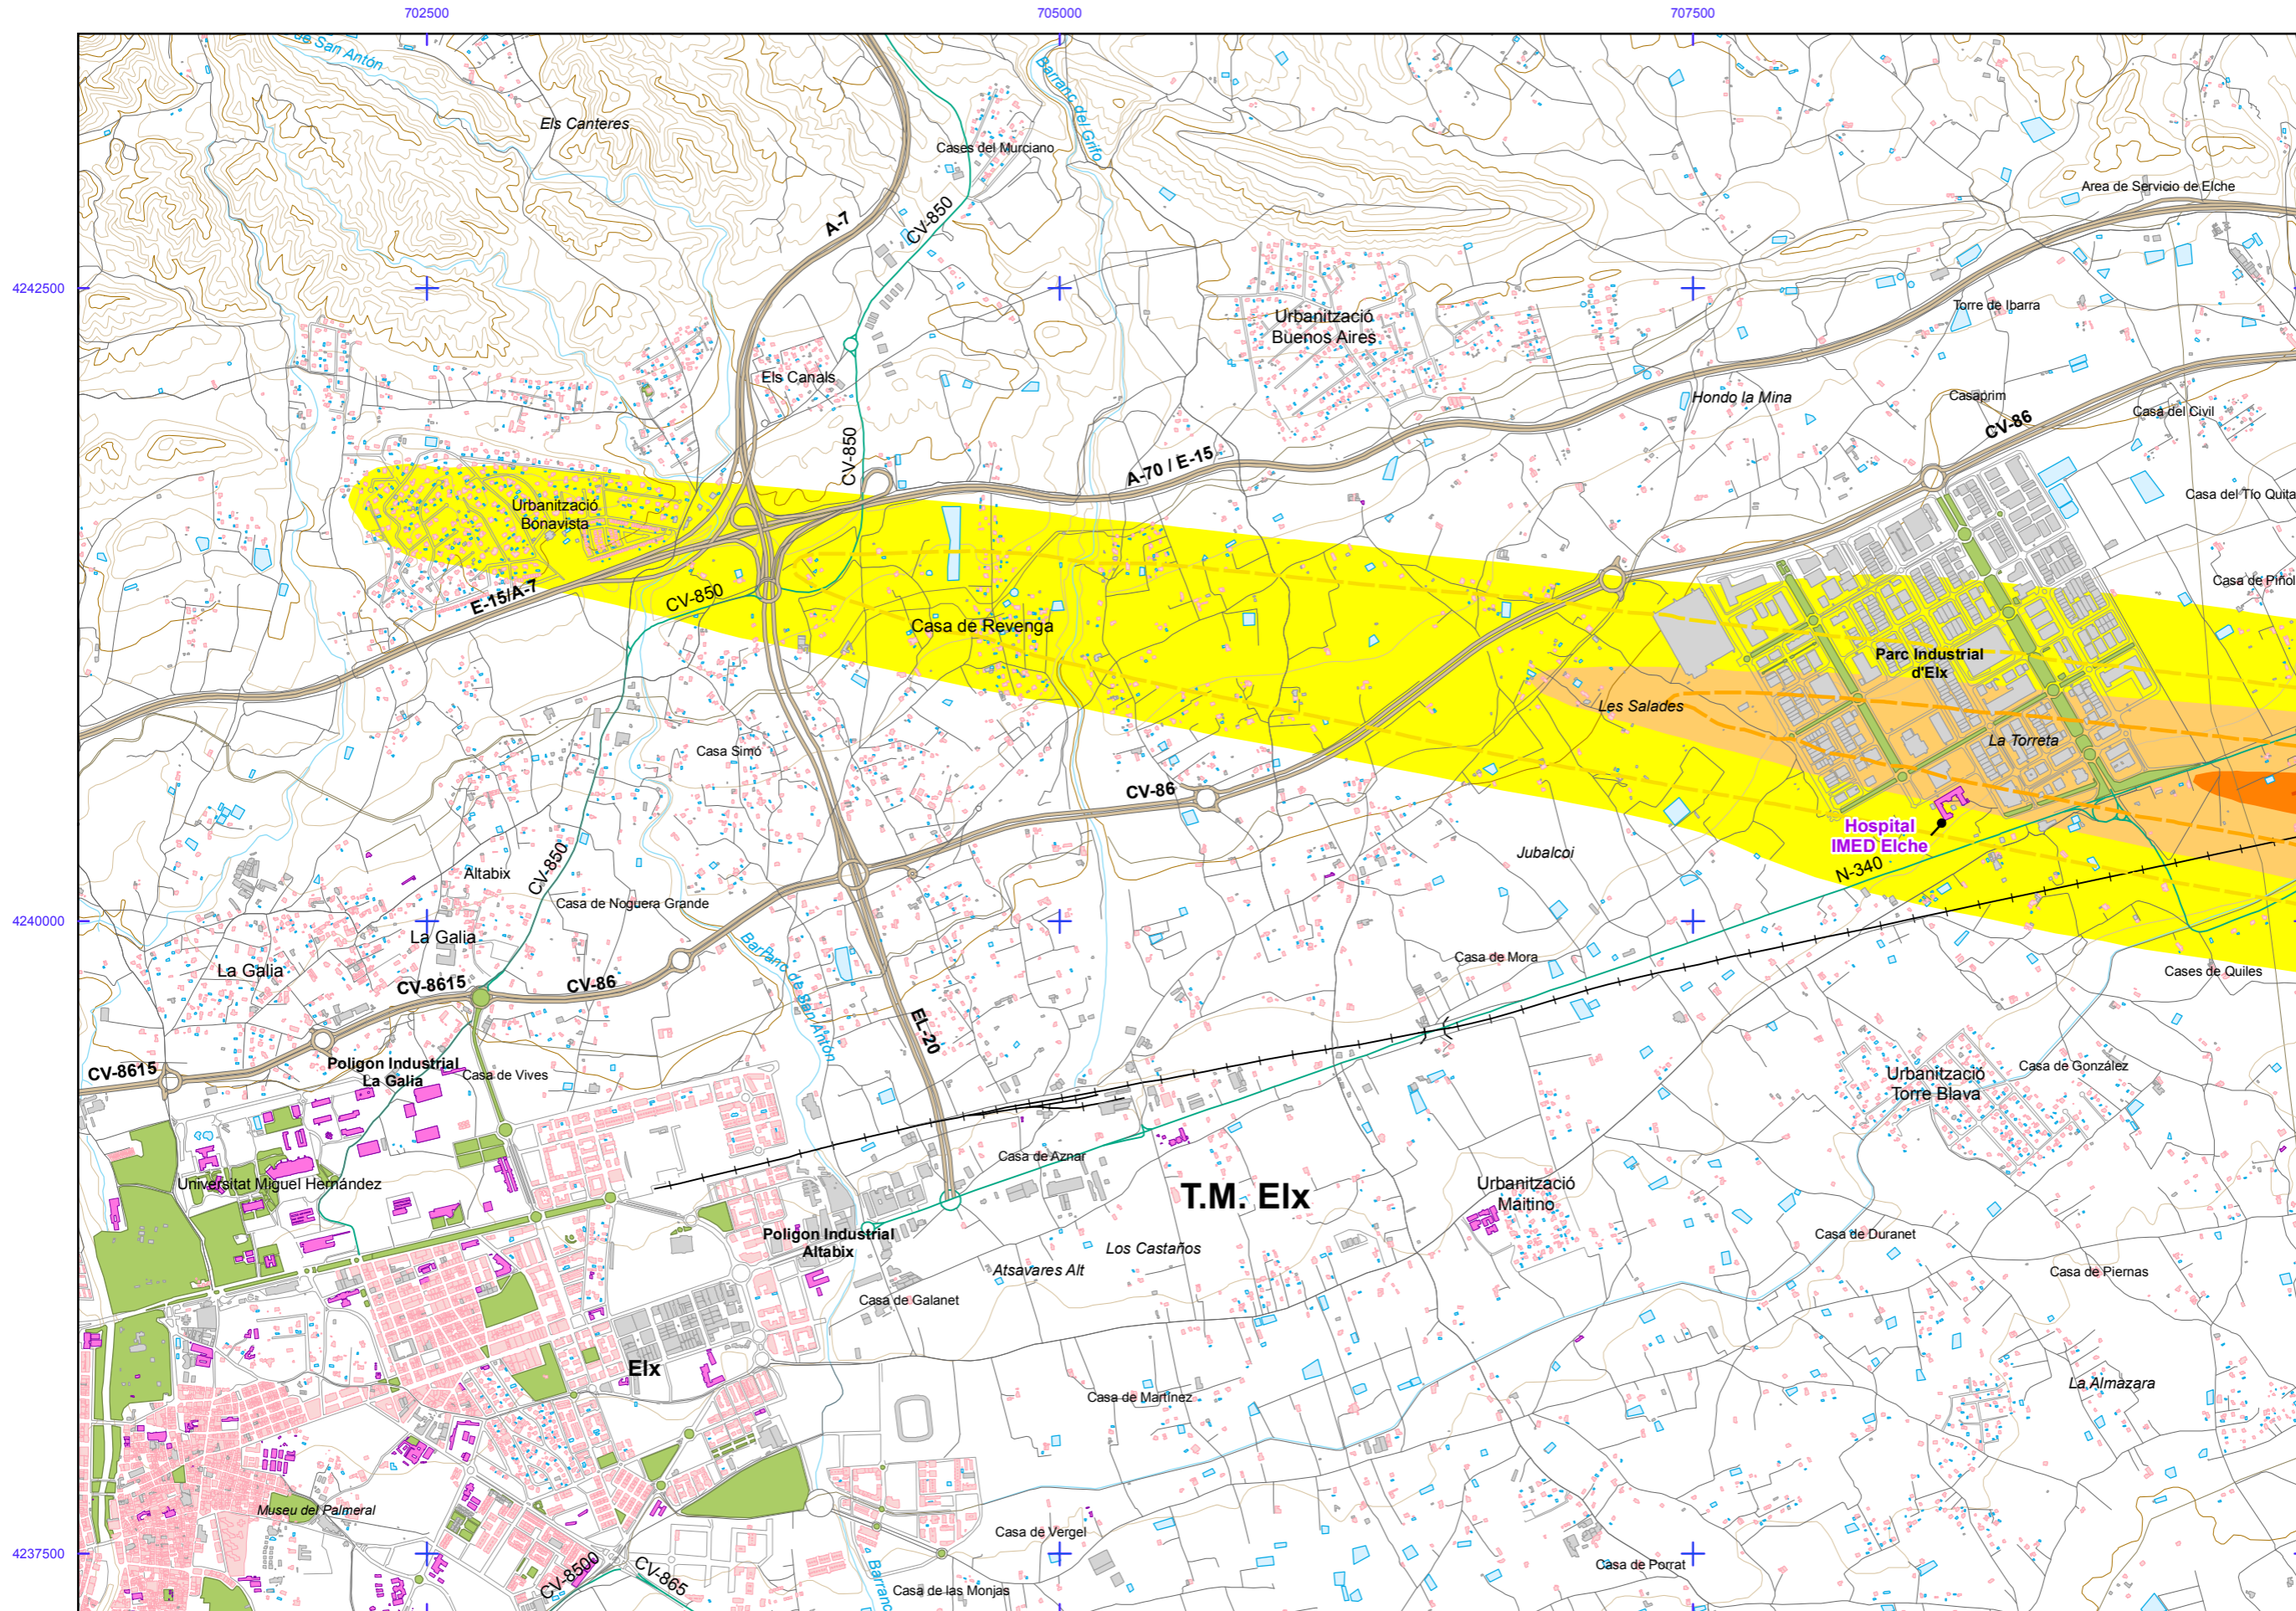 702500
705000
707500
de San Antón
Els Canteres
Barranc del Grifo
Cases del Murciano
Area de Servicio de Elche
A-7
CV-850
4242500
Torre de Ibarra
Urbanització
Buenos Aires
Els Canals
Hondo la Mina
Casaprim
Casa del Civil
CV-86
CV-850
A-70 / E-15
Casa del Tío Quita
Urbanització
Bonavista
Casa de Piñol
E-15/A-7
CV-850
Casa de Revenga
Parc Industrial
d'Elx
Les Salades
La Torreta
Casa Simó
CV-86
Hospital
IMED Elche
Jubalcoi
N-340
CV-850
Altabix
Casa de Noguera Grande
4240000
La Galia
Barranc de San Antón
Casa de Mora
La Galia
Cases de Quiles
CV-8615
CV-86
EL-20
CV-8615
Poligon Industrial
La Galia
Casa de Vives
Urbanització
Torre Blava
Casa de González
Casa de Aznar
Universitat Miguel Hernández
T.M. Elx
Urbanització
Maitino
Poligon Industrial
Altabix
Los Castaños
Casa de Duranet
Atsavares Alt
Casa de Piernas
Casa de Galanet
Elx
La Almazara
Casa de Martínez
Museu del Palmeral
Casa de Vergel
4237500
Casa de Porrat
CV-8500
CV-865
Casa de las Monjas
Barranc